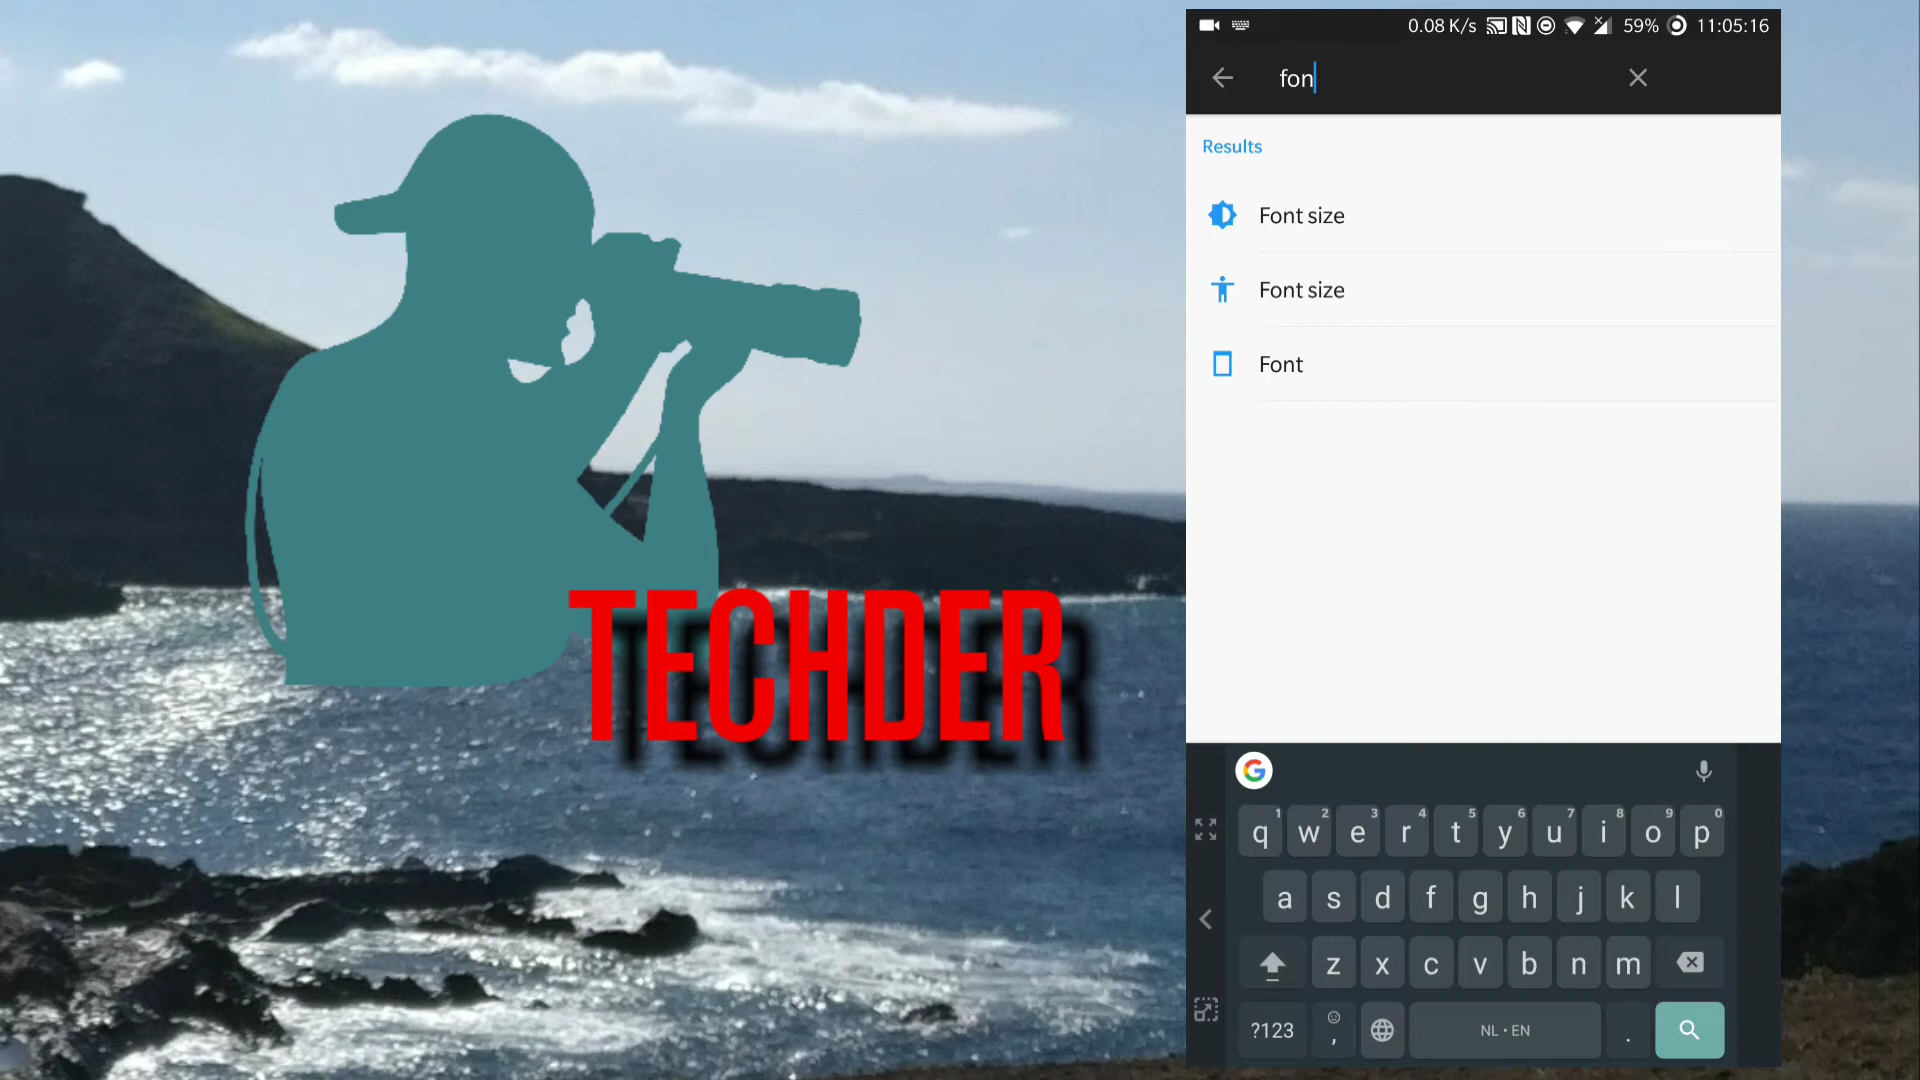 0.08 K/s 59% 11:05:16
fon
Results
Font size
Font size
Font
TECHDER
G
1 2 3 4 5 6 7 8 9 0
q w e r t y u i o p
a s d f g h j k l
z x c v b n m
?123 , NL • EN .